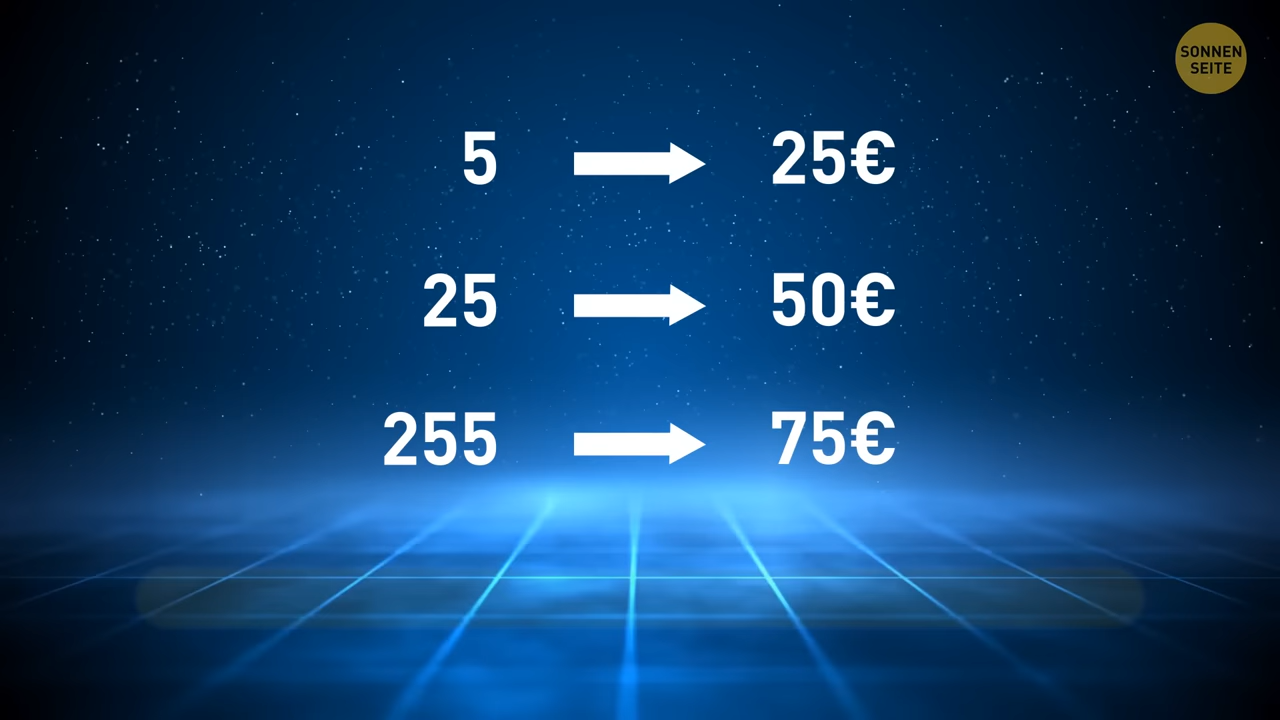 SONNEN
SEITE
5 → 25€
25 → 50€
255 → 75€